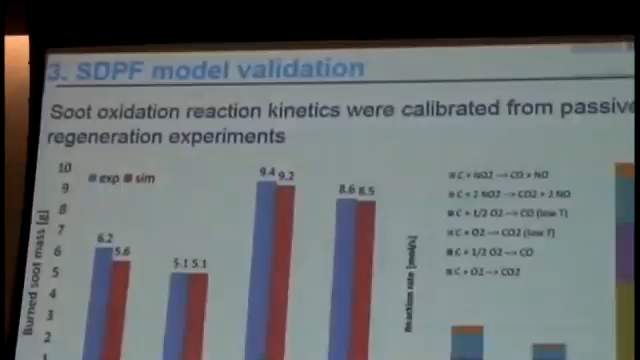 3. SDPF model validation
Soot oxidation reaction kinetics were calibrated from passive
regeneration experiments
10
9
8
7
6
5
4
3
2
1
Burned soot mass [g]
exp sim
6.2
5.6
5.1 5.1
9.4 9.2
8.6 8.5
Reaction rate [mol/s]
C + NO2 --> CO + NO
C + 2 NO2 --> CO2 + 2 NO
C + 1/2 O2 --> CO (low T)
C + O2 --> CO2 (low T)
C + 1/2 O2 --> CO
C + O2 --> CO2